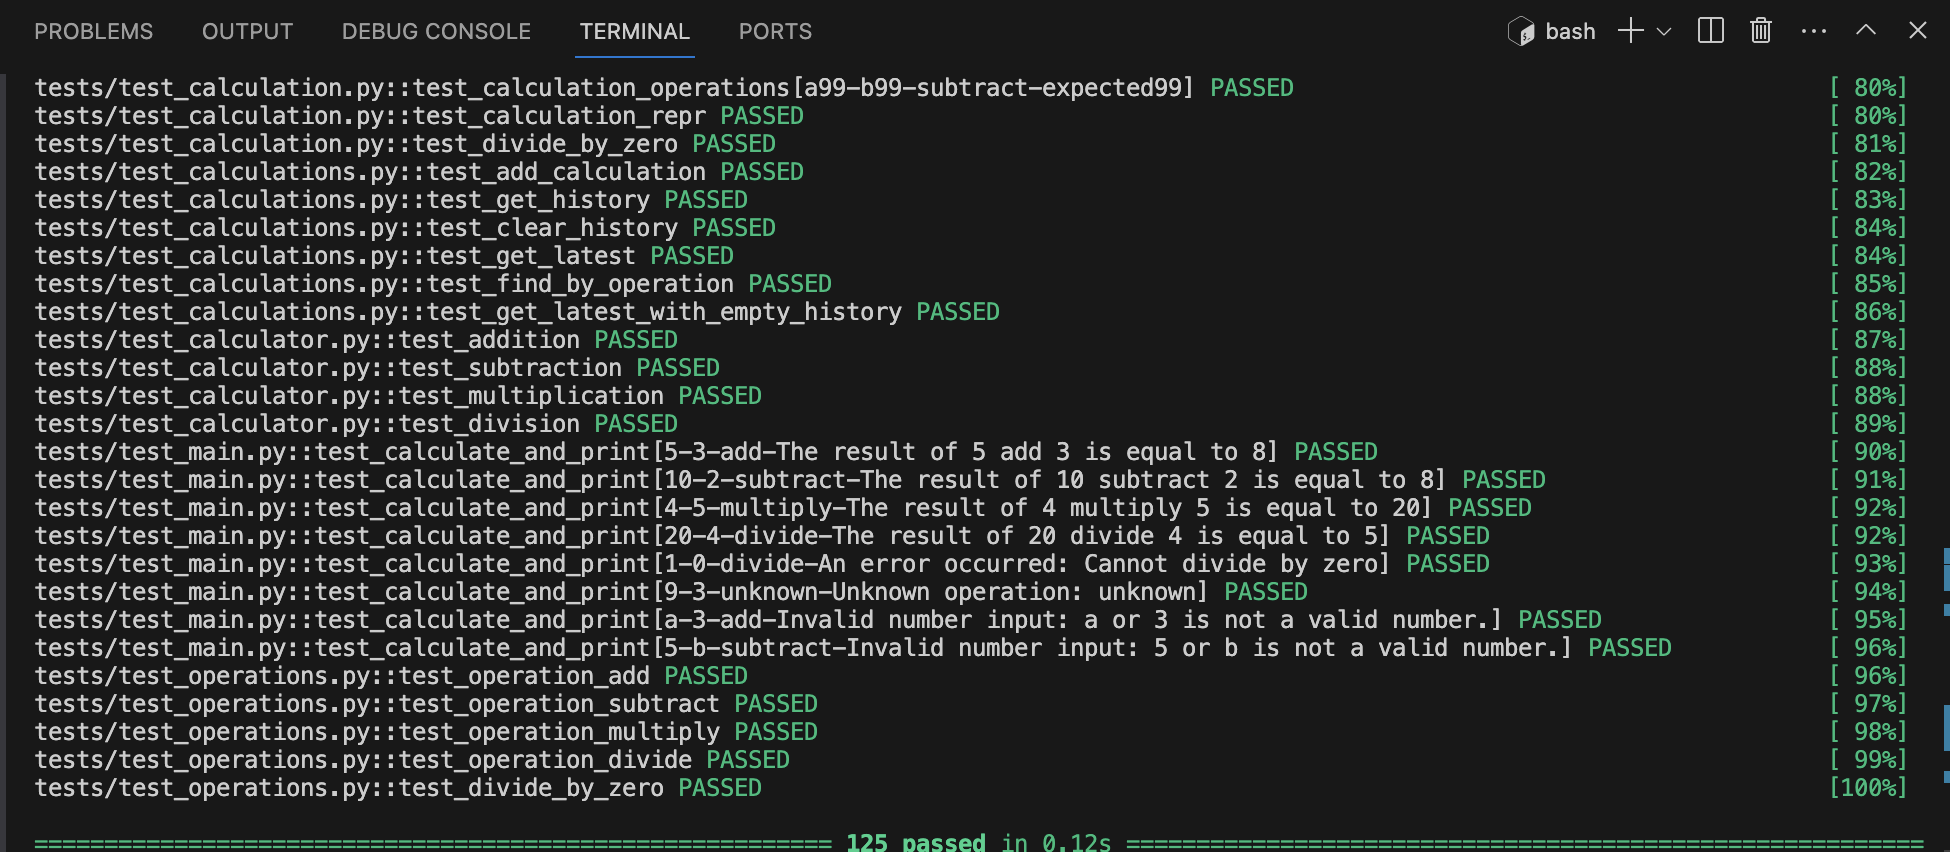 PROBLEMS OUTPUT DEBUG CONSOLE TERMINAL PORTS bash
tests/test_calculation.py::test_calculation_operations[a99-b99-subtract-expected99] PASSED [ 80%]
tests/test_calculation.py::test_calculation_repr PASSED [ 80%]
tests/test_calculation.py::test_divide_by_zero PASSED [ 81%]
tests/test_calculations.py::test_add_calculation PASSED [ 82%]
tests/test_calculations.py::test_get_history PASSED [ 83%]
tests/test_calculations.py::test_clear_history PASSED [ 84%]
tests/test_calculations.py::test_get_latest PASSED [ 84%]
tests/test_calculations.py::test_find_by_operation PASSED [ 85%]
tests/test_calculations.py::test_get_latest_with_empty_history PASSED [ 86%]
tests/test_calculator.py::test_addition PASSED [ 87%]
tests/test_calculator.py::test_subtraction PASSED [ 88%]
tests/test_calculator.py::test_multiplication PASSED [ 88%]
tests/test_calculator.py::test_division PASSED [ 89%]
tests/test_main.py::test_calculate_and_print[5-3-add-The result of 5 add 3 is equal to 8] PASSED [ 90%]
tests/test_main.py::test_calculate_and_print[10-2-subtract-The result of 10 subtract 2 is equal to 8] PASSED [ 91%]
tests/test_main.py::test_calculate_and_print[4-5-multiply-The result of 4 multiply 5 is equal to 20] PASSED [ 92%]
tests/test_main.py::test_calculate_and_print[20-4-divide-The result of 20 divide 4 is equal to 5] PASSED [ 92%]
tests/test_main.py::test_calculate_and_print[1-0-divide-An error occurred: Cannot divide by zero] PASSED [ 93%]
tests/test_main.py::test_calculate_and_print[9-3-unknown-Unknown operation: unknown] PASSED [ 94%]
tests/test_main.py::test_calculate_and_print[a-3-add-Invalid number input: a or 3 is not a valid number.] PASSED [ 95%]
tests/test_main.py::test_calculate_and_print[5-b-subtract-Invalid number input: 5 or b is not a valid number.] PASSED [ 96%]
tests/test_operations.py::test_operation_add PASSED [ 96%]
tests/test_operations.py::test_operation_subtract PASSED [ 97%]
tests/test_operations.py::test_operation_multiply PASSED [ 98%]
tests/test_operations.py::test_operation_divide PASSED [ 99%]
tests/test_operations.py::test_divide_by_zero PASSED [100%]
========================================================= 125 passed in 0.12s =========================================================